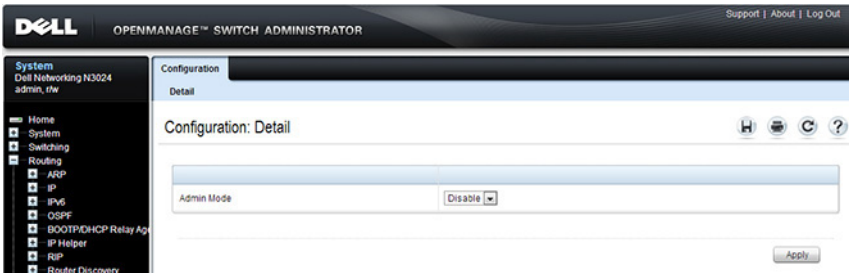 Support | About | Log Out
DELL OPENMANAGE™ SWITCH ADMINISTRATOR
System
Dell Networking N3024
admin, r/w
Configuration
Detail
Home
System
Switching
Routing
ARP
IP
IPv6
OSPF
BOOTP/DHCP Relay Age
IP Helper
RIP
Router Discovery
Configuration: Detail
?
Admin Mode Disable
Apply